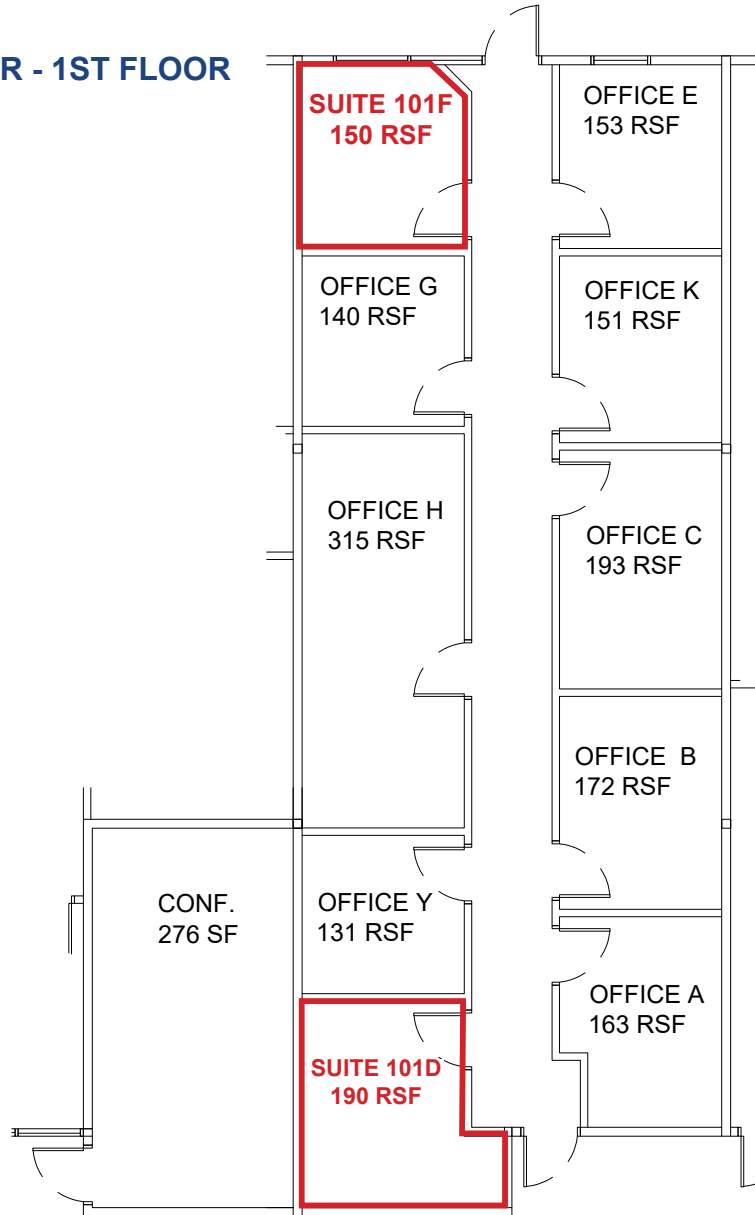 R - 1ST FLOOR
SUITE 101F
150 RSF
OFFICE E
153 RSF
OFFICE G
140 RSF
OFFICE K
151 RSF
OFFICE H
315 RSF
OFFICE C
193 RSF
OFFICE B
172 RSF
CONF.
276 SF
OFFICE Y
131 RSF
OFFICE A
163 RSF
SUITE 101D
190 RSF